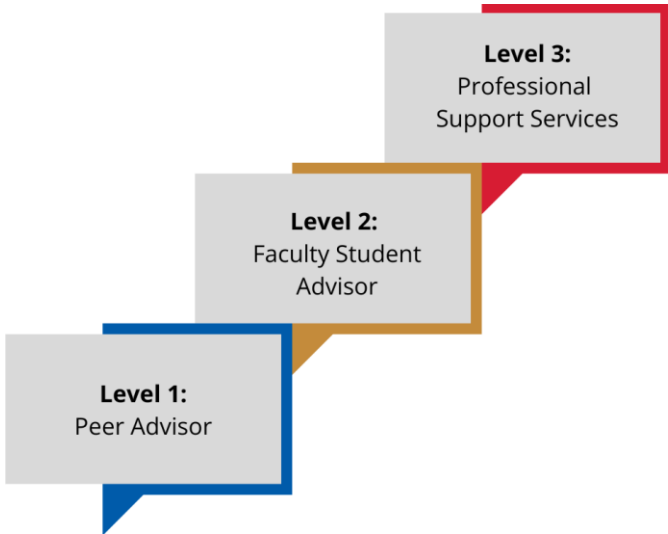 Level 3:
Professional
Support Services
Level 2:
Faculty Student
Advisor
Level 1:
Peer Advisor